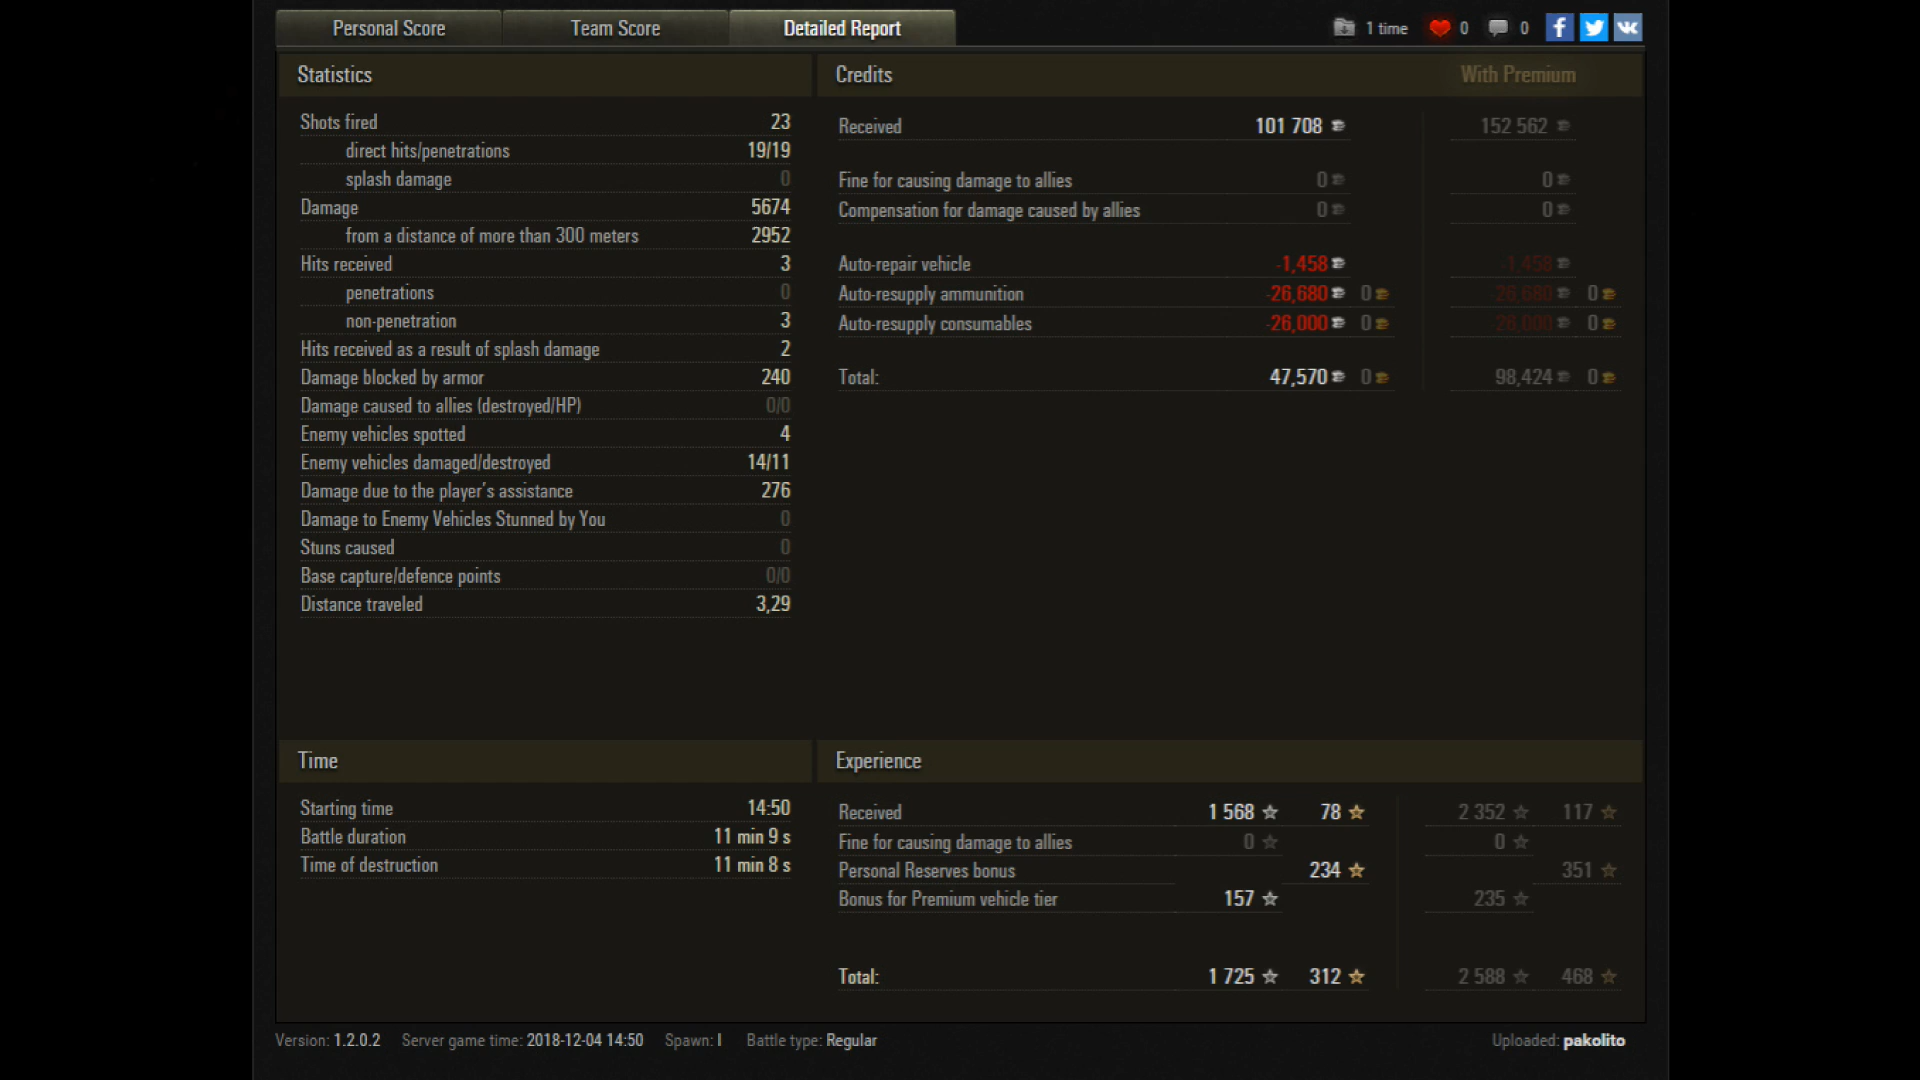 Personal Score Team Score Detailed Report 1 time 0 0
Statistics
Shots fired 23
direct hits/penetrations 19/19
splash damage 0
Damage 5674
from a distance of more than 300 meters 2952
Hits received 3
penetrations 0
non-penetration 3
Hits received as a result of splash damage 2
Damage blocked by armor 240
Damage caused to allies (destroyed/HP) 0/0
Enemy vehicles spotted 4
Enemy vehicles damaged/destroyed 14/11
Damage due to the player's assistance 276
Damage to Enemy Vehicles Stunned by You 0
Stuns caused 0
Base capture/defence points 0/0
Distance traveled 3,29
Credits With Premium
Received 101 708 152 562
Fine for causing damage to allies 0 0
Compensation for damage caused by allies 0 0
Auto-repair vehicle -1,458 -1,458
Auto-resupply ammunition -26,680 0 -26,680 0
Auto-resupply consumables -26,000 0 -26,000 0
Total: 47,570 0 98,424 0
Time
Starting time 14:50
Battle duration 11 min 9 s
Time of destruction 11 min 8 s
Experience
Received 1 568 78 2 352 117
Fine for causing damage to allies 0 0
Personal Reserves bonus 234 351
Bonus for Premium vehicle tier 157 235
Total: 1 725 312 2 588 468
Version: 1.2.0.2 Server game time: 2018-12-04 14:50 Spawn: I Battle type: Regular Uploaded: pakolito